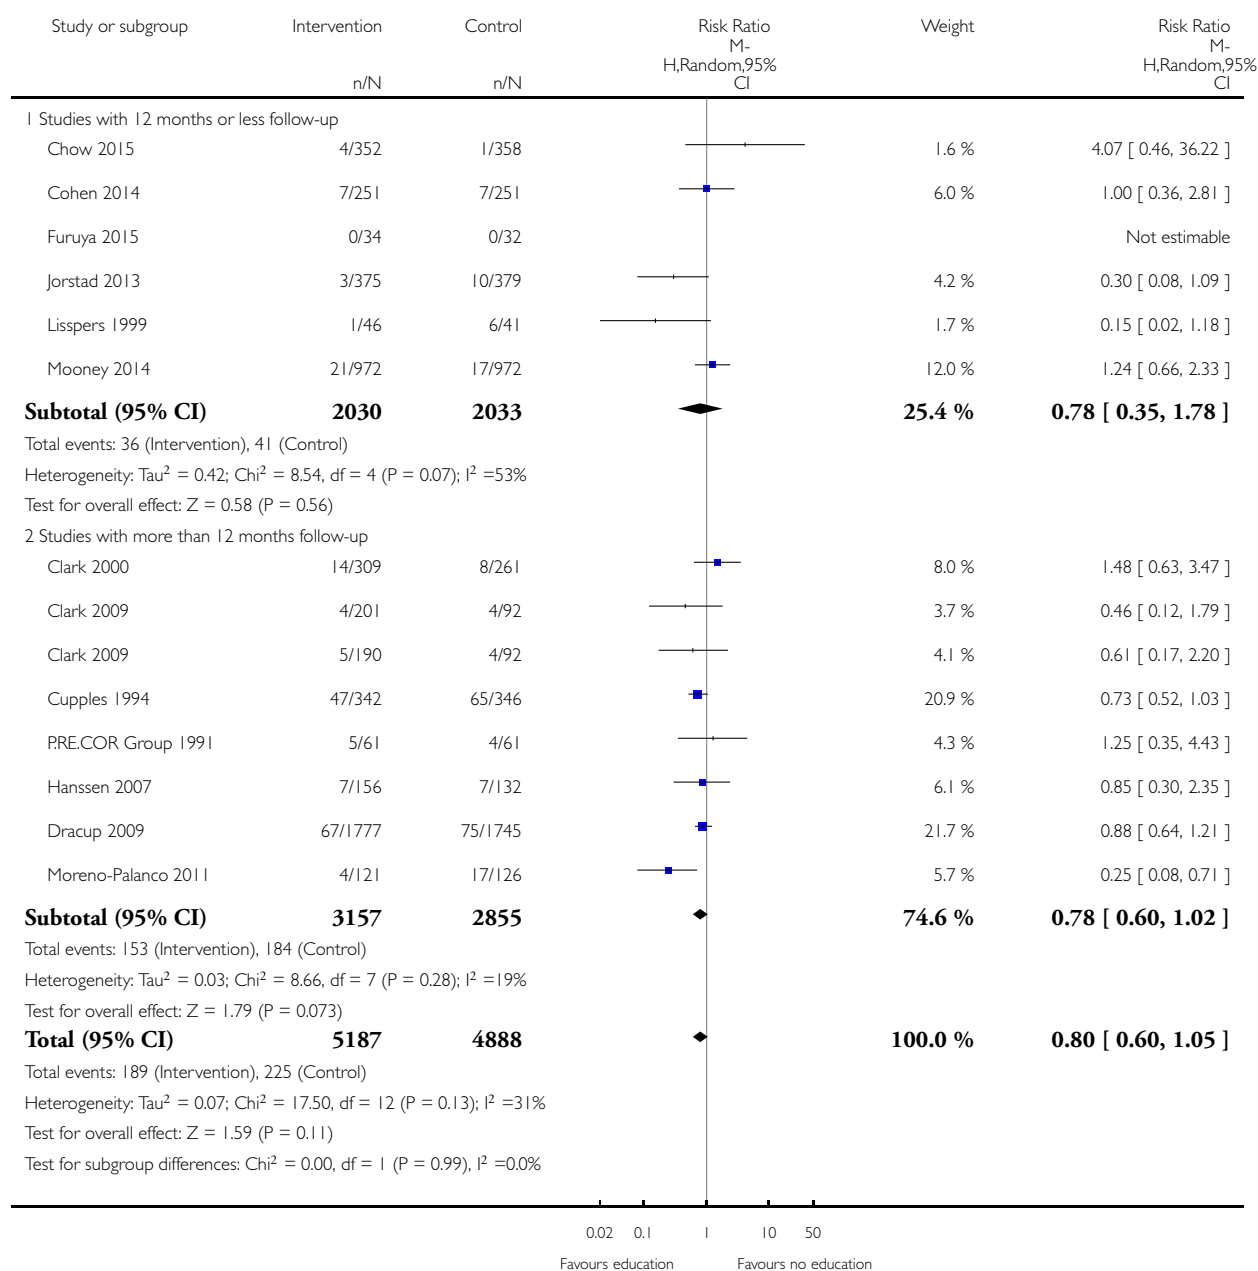 Study or subgroup Intervention Control Risk Ratio Weight Risk Ratio
M- M-
H,Random,95% H,Random,95%
n/N n/N CI CI
1 Studies with 12 months or less follow-up
Chow 2015 4/352 1/358 1.6 % 4.07 [ 0.46, 36.22 ]
Cohen 2014 7/251 7/251 6.0 % 1.00 [ 0.36, 2.81 ]
Furuya 2015 0/34 0/32 Not estimable
Jorstad 2013 3/375 10/379 4.2 % 0.30 [ 0.08, 1.09 ]
Lisspers 1999 1/46 6/41 1.7 % 0.15 [ 0.02, 1.18 ]
Mooney 2014 21/972 17/972 12.0 % 1.24 [ 0.66, 2.33 ]
Subtotal (95% CI) 2030 2033 25.4 % 0.78 [ 0.35, 1.78 ]
Total events: 36 (Intervention), 41 (Control)
Heterogeneity: Tau² = 0.42; Chi² = 8.54, df = 4 (P = 0.07); I² =53%
Test for overall effect: Z = 0.58 (P = 0.56)
2 Studies with more than 12 months follow-up
Clark 2000 14/309 8/261 8.0 % 1.48 [ 0.63, 3.47 ]
Clark 2009 4/201 4/92 3.7 % 0.46 [ 0.12, 1.79 ]
Clark 2009 5/190 4/92 4.1 % 0.61 [ 0.17, 2.20 ]
Cupples 1994 47/342 65/346 20.9 % 0.73 [ 0.52, 1.03 ]
P.RE.COR Group 1991 5/61 4/61 4.3 % 1.25 [ 0.35, 4.43 ]
Hanssen 2007 7/156 7/132 6.1 % 0.85 [ 0.30, 2.35 ]
Dracup 2009 67/1777 75/1745 21.7 % 0.88 [ 0.64, 1.21 ]
Moreno-Palanco 2011 4/121 17/126 5.7 % 0.25 [ 0.08, 0.71 ]
Subtotal (95% CI) 3157 2855 74.6 % 0.78 [ 0.60, 1.02 ]
Total events: 153 (Intervention), 184 (Control)
Heterogeneity: Tau² = 0.03; Chi² = 8.66, df = 7 (P = 0.28); I² =19%
Test for overall effect: Z = 1.79 (P = 0.073)
Total (95% CI) 5187 4888 100.0 % 0.80 [ 0.60, 1.05 ]
Total events: 189 (Intervention), 225 (Control)
Heterogeneity: Tau² = 0.07; Chi² = 17.50, df = 12 (P = 0.13); I² =31%
Test for overall effect: Z = 1.59 (P = 0.11)
Test for subgroup differences: Chi² = 0.00, df = 1 (P = 0.99), I² =0.0%
0.02 0.1 1 10 50
Favours education Favours no education